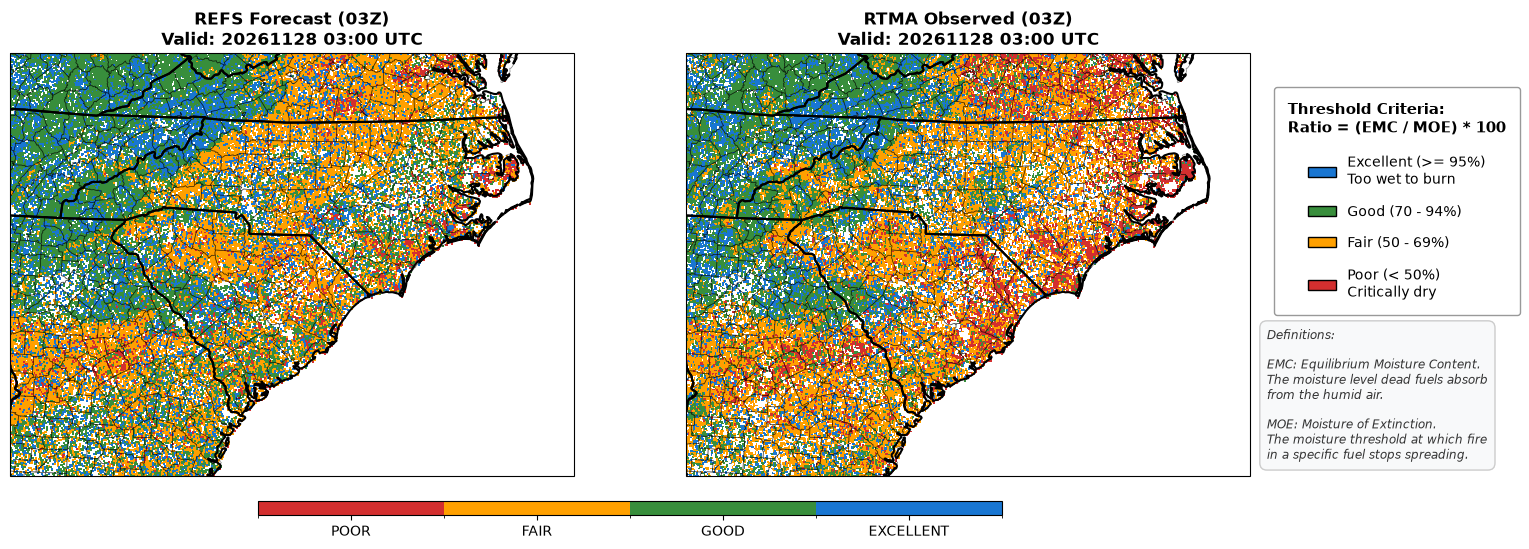 REFS Forecast (03Z)
Valid: 20261128 03:00 UTC
RTMA Observed (03Z)
Valid: 20261128 03:00 UTC
Threshold Criteria:
Ratio = (EMC / MOE) * 100
Excellent (>= 95%)
Too wet to burn
Good (70 - 94%)
Fair (50 - 69%)
Poor (< 50%)
Critically dry
Definitions:
EMC: Equilibrium Moisture Content.
The moisture level dead fuels absorb
from the humid air.
MOE: Moisture of Extinction.
The moisture threshold at which fire
in a specific fuel stops spreading.
POOR
FAIR
GOOD
EXCELLENT